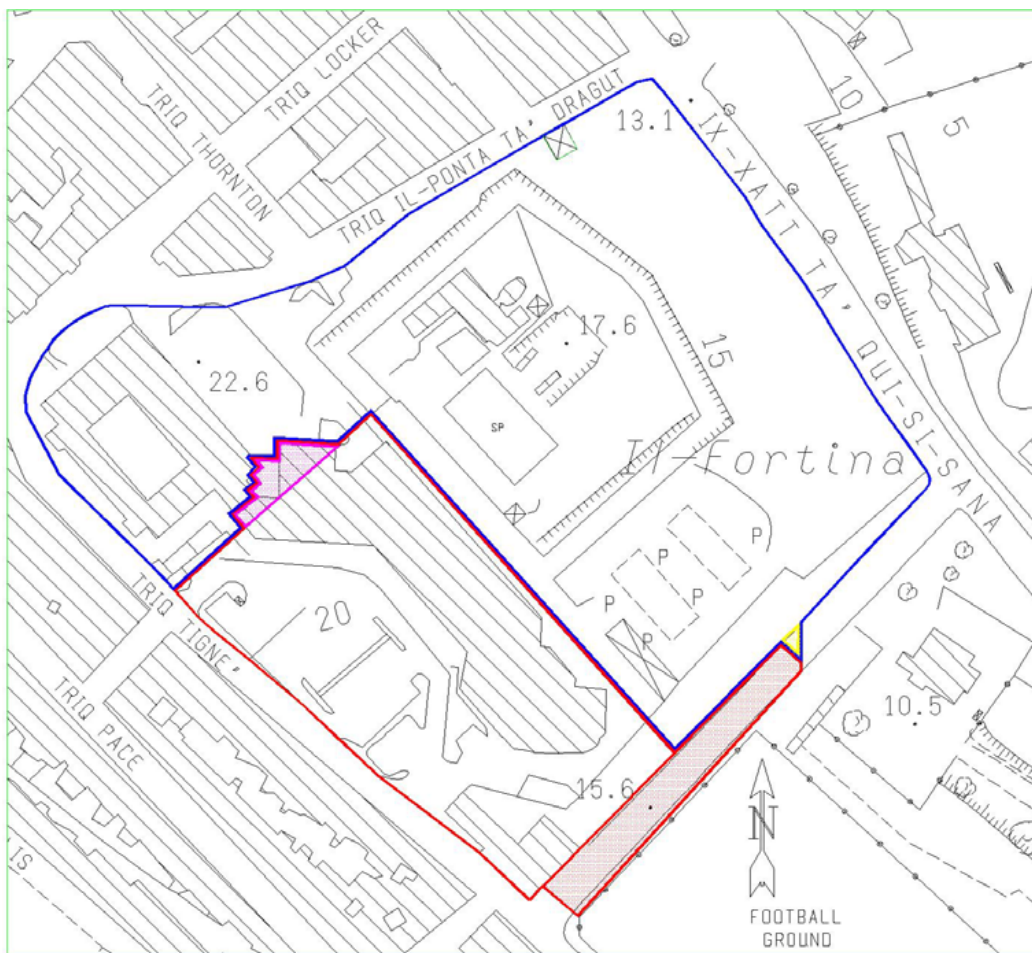 TRIQ LOCKER
TRIQ THORNTON
TRIQ IL-PONTA TA' DRAGUT
13.1
IX-XATT TA' QUI-SI-SANA
10
5
17.6
15
22.6
SP
Il-Fortina
P
P
P
P
P
20
TRIQ TIGNE'
TRIQ PACE
10.5
15.6
N
FOOTBALL
GROUND
LIS